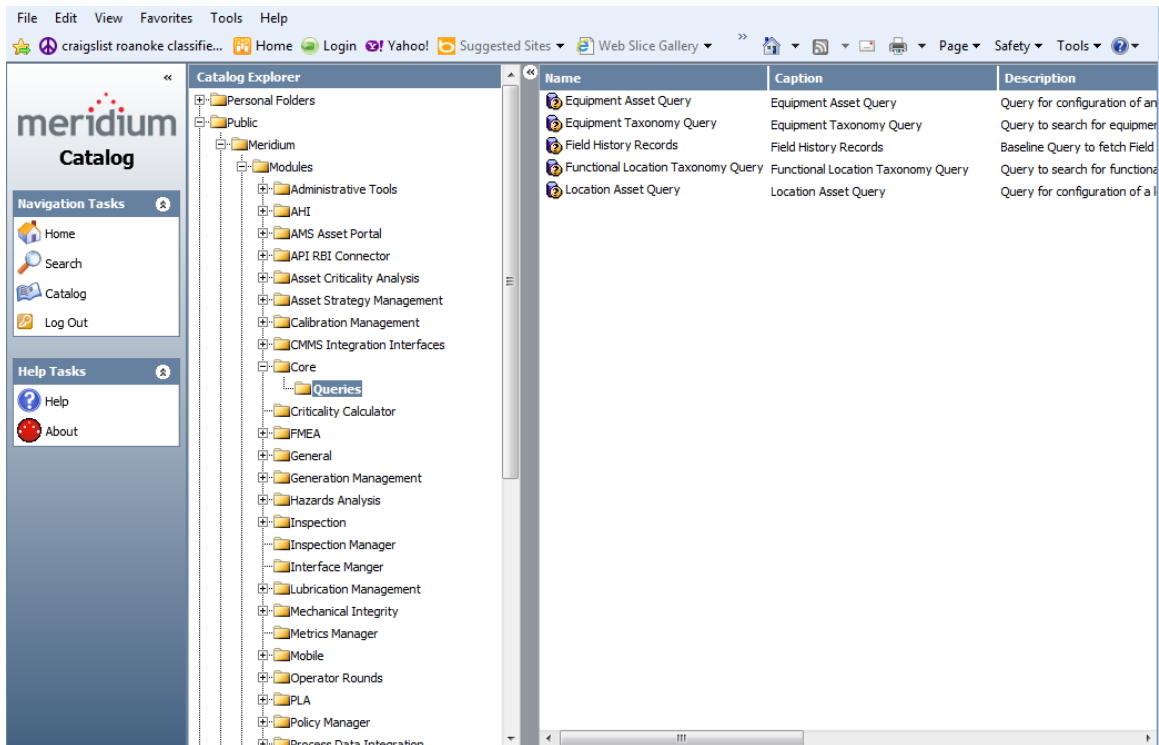 File Edit View Favorites Tools Help
craigslist roanoke classifie... Home Login Yahoo! Suggested Sites Web Slice Gallery » Page Safety Tools
«
meridium
Catalog
Navigation Tasks
Home
Search
Catalog
Log Out
Help Tasks
Help
About
Catalog Explorer
Personal Folders
Public
Meridium
Modules
Administrative Tools
AHI
AMS Asset Portal
API RBI Connector
Asset Criticality Analysis
Asset Strategy Management
Calibration Management
CMMS Integration Interfaces
Core
Queries
Criticality Calculator
FMEA
General
Generation Management
Hazards Analysis
Inspection
Inspection Manager
Interface Manger
Lubrication Management
Mechanical Integrity
Metrics Manager
Mobile
Operator Rounds
PLA
Policy Manager
Process Data Integration
« Name Caption Description
Equipment Asset Query Equipment Asset Query Query for configuration of an
Equipment Taxonomy Query Equipment Taxonomy Query Query to search for equipmer
Field History Records Field History Records Baseline Query to fetch Field
Functional Location Taxonomy Query Functional Location Taxonomy Query Query to search for functiona
Location Asset Query Location Asset Query Query for configuration of a l